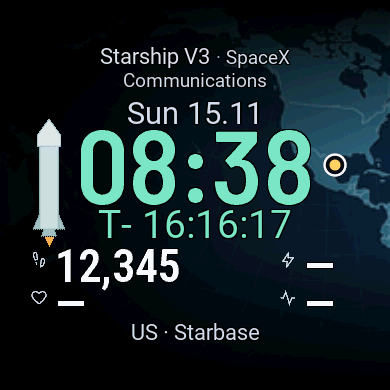 Starship V3 · SpaceX
Communications
Sun 15.11
08:38
T- 16:16:17
12,345 –
–
–
US · Starbase